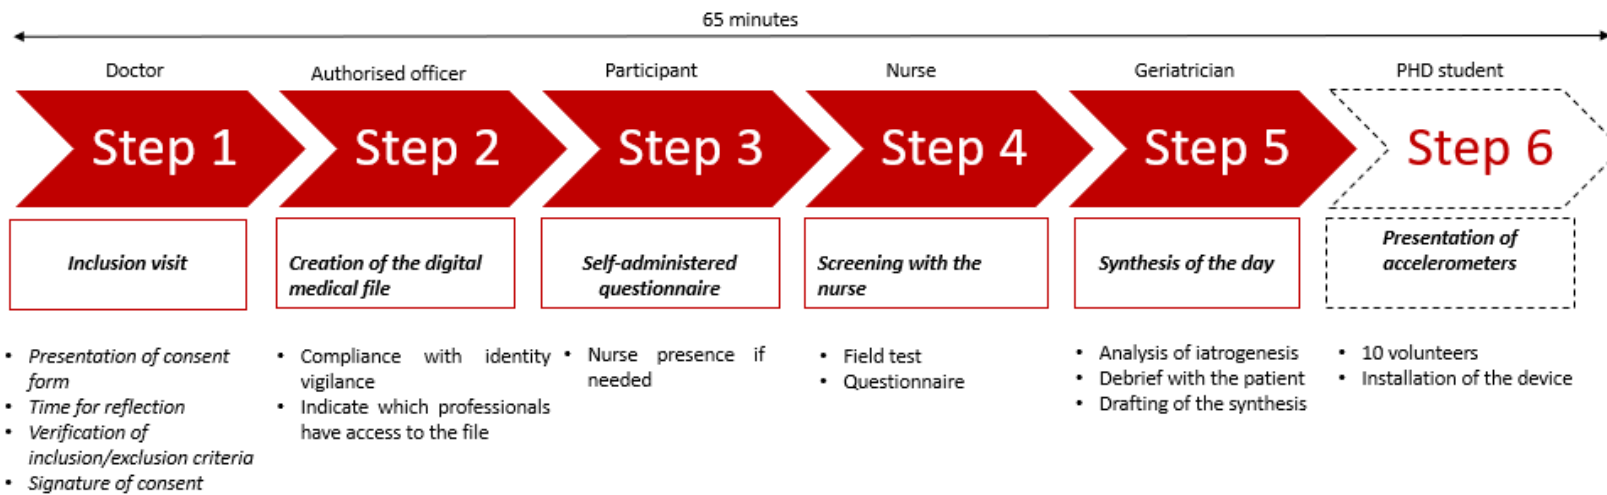 65 minutes
Doctor
Authorised officer
Participant
Nurse
Geriatrician
PHD student
Step 1
Step 2
Step 3
Step 4
Step 5
Step 6
Inclusion visit
Creation of the digital
medical file
Self-administered
questionnaire
Screening with the
nurse
Synthesis of the day
Presentation of
accelerometers
• Presentation of consent
form
• Time for reflection
• Verification of
inclusion/exclusion criteria
• Signature of consent
• Compliance with identity
vigilance
• Indicate which professionals
have access to the file
• Nurse presence if
needed
• Field test
• Questionnaire
• Analysis of iatrogenesis
• Debrief with the patient
• Drafting of the synthesis
• 10 volunteers
• Installation of the device